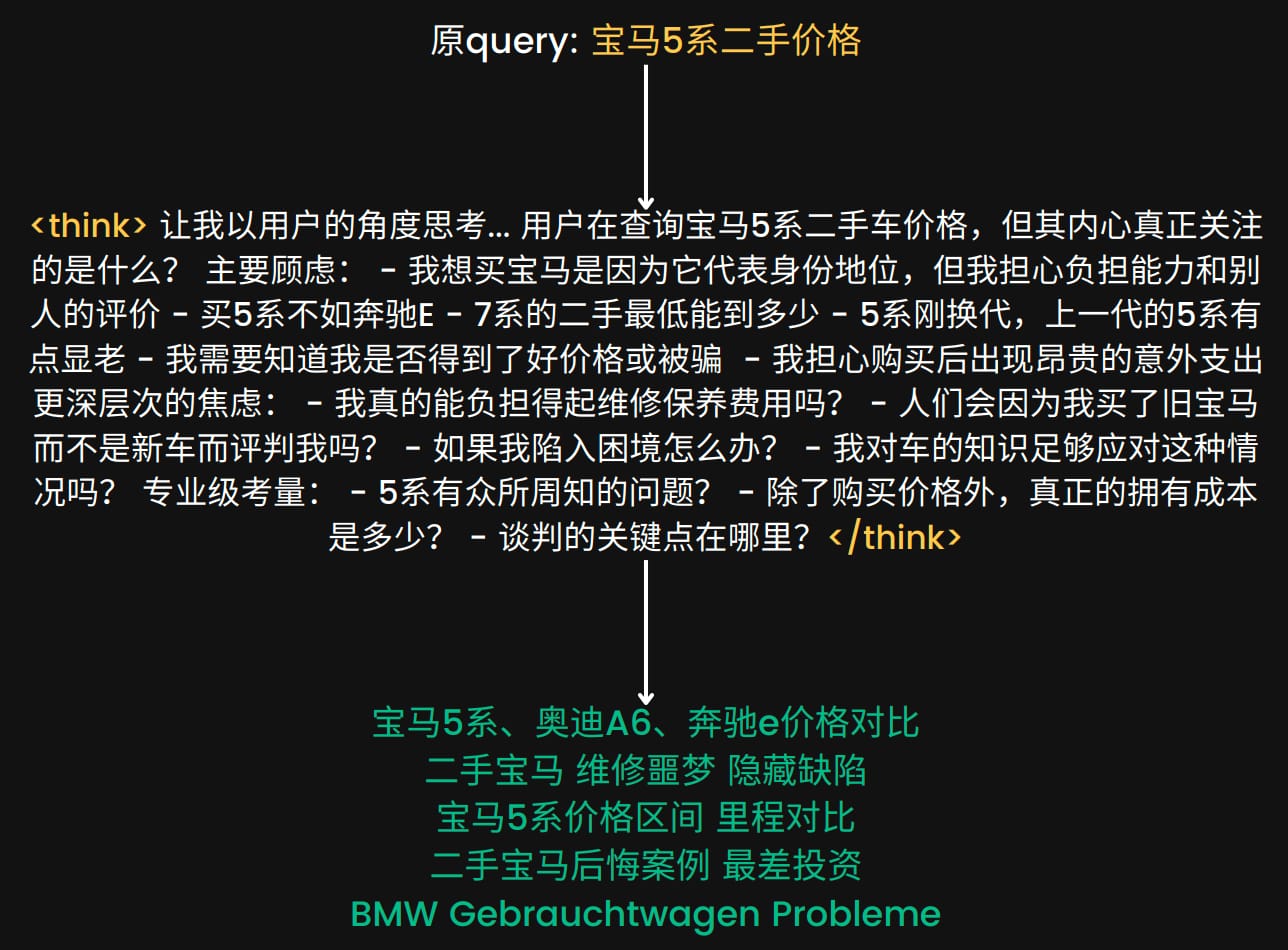 原query: 宝马5系二手价格
<think> 让我以用户的角度思考... 用户在查询宝马5系二手车价格，但其内心真正关注
的是什么？ 主要顾虑： - 我想买宝马是因为它代表身份地位，但我担心负担能力和别
人的评价 - 买5系不如奔驰E - 7系的二手最低能到多少 - 5系刚换代，上一代的5系有
点显老 - 我需要知道我是否得到了好价格或被骗 - 我担心购买后出现昂贵的意外支出
更深层次的焦虑： - 我真的能负担得起维修保养费用吗？ - 人们会因为我买了旧宝马
而不是新车而评判我吗？ - 如果我陷入困境怎么办？ - 我对车的知识足够应对这种情
况吗？ 专业级考量： - 5系有众所周知的问题？ - 除了购买价格外，真正的拥有成本
是多少？ - 谈判的关键点在哪里？</think>
宝马5系、奥迪A6、奔驰e价格对比
二手宝马 维修噩梦 隐藏缺陷
宝马5系价格区间 里程对比
二手宝马后悔案例 最差投资
BMW Gebrauchtwagen Probleme